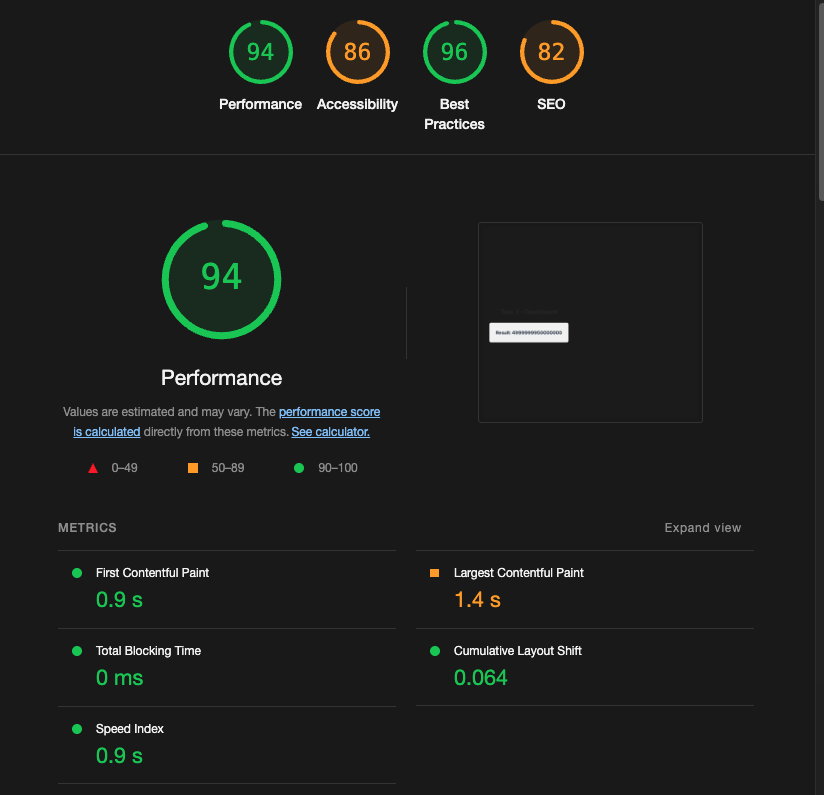 94
86
96
82
Performance
Accessibility
Best
Practices
SEO
94
Performance
Values are estimated and may vary. The performance score
is calculated directly from these metrics. See calculator.
0–49
50–89
90–100
METRICS
Expand view
First Contentful Paint
0.9 s
Largest Contentful Paint
1.4 s
Total Blocking Time
0 ms
Cumulative Layout Shift
0.064
Speed Index
0.9 s